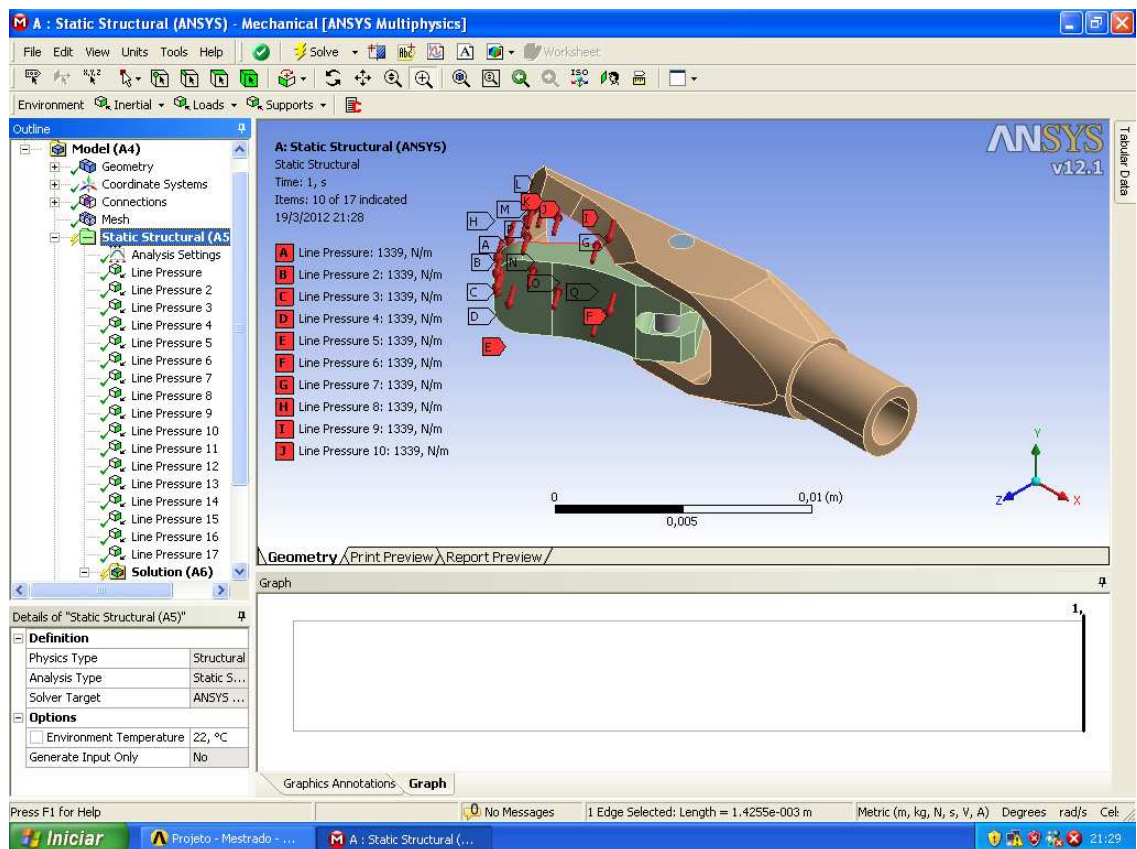 A : Static Structural (ANSYS) - Mechanical [ANSYS Multiphysics]
File Edit View Units Tools Help Solve Worksheet
Environment Inertial Loads Supports
Outline
Model (A4)
Geometry
Coordinate Systems
Connections
Mesh
Static Structural (A5
Analysis Settings
Line Pressure
Line Pressure 2
Line Pressure 3
Line Pressure 4
Line Pressure 5
Line Pressure 6
Line Pressure 7
Line Pressure 8
Line Pressure 9
Line Pressure 10
Line Pressure 11
Line Pressure 12
Line Pressure 13
Line Pressure 14
Line Pressure 15
Line Pressure 16
Line Pressure 17
Solution (A6)
Details of "Static Structural (A5)"
Definition
Physics Type Structural
Analysis Type Static S...
Solver Target ANSYS ...
Options
Environment Temperature 22, °C
Generate Input Only No
A: Static Structural (ANSYS)
Static Structural
Time: 1, s
Items: 10 of 17 indicated
19/3/2012 21:28
A Line Pressure: 1339, N/m
B Line Pressure 2: 1339, N/m
C Line Pressure 3: 1339, N/m
D Line Pressure 4: 1339, N/m
E Line Pressure 5: 1339, N/m
F Line Pressure 6: 1339, N/m
G Line Pressure 7: 1339, N/m
H Line Pressure 8: 1339, N/m
I Line Pressure 9: 1339, N/m
J Line Pressure 10: 1339, N/m
ANSYS
v12.1
Tabular Data
L
K
M J
H I
P
A G
B N
O Q
C
D F
E
0 0,01 (m)
0,005
Y
Z X
Geometry Print Preview Report Preview
Graph
1,
Graphics Annotations Graph
Press F1 for Help No Messages 1 Edge Selected: Length = 1.4255e-003 m Metric (m, kg, N, s, V, A) Degrees rad/s Cel
Iniciar Projeto - Mestrado - ... A : Static Structural (... 21:29